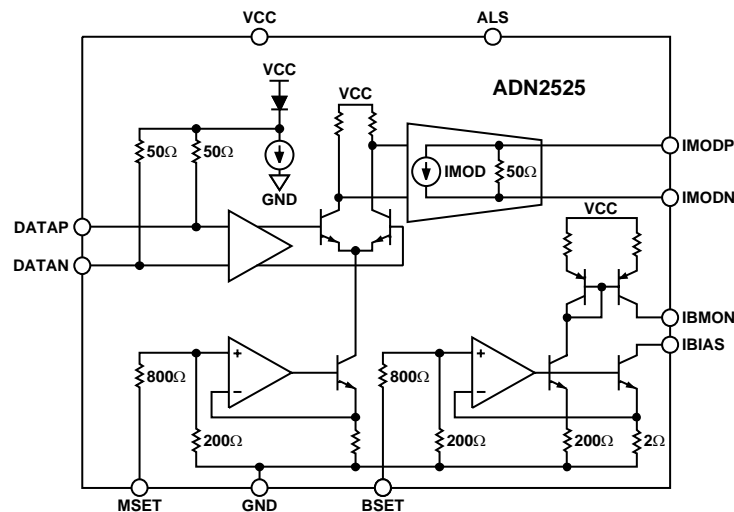 VCC
ALS
VCC
ADN2525
VCC
50Ω
50Ω
GND
IMOD
50Ω
IMODP
IMODN
DATAP
DATAN
VCC
IBMON
IBIAS
800Ω
+
–
200Ω
800Ω
+
–
200Ω
200Ω
2Ω
MSET
GND
BSET